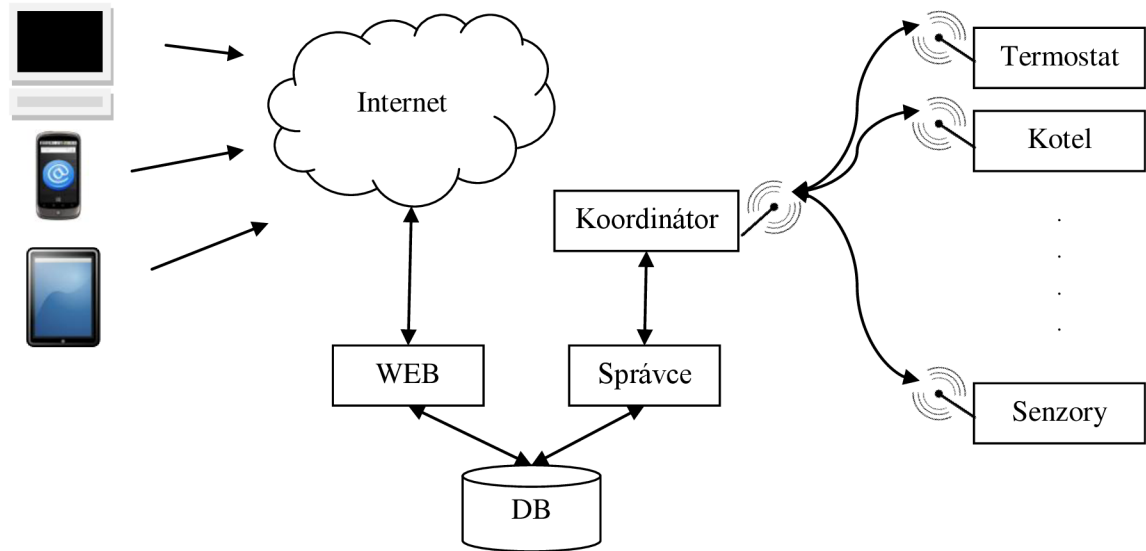 Internet
Termostat
Kotel
Koordinátor
@
WEB
Správce
Senzory
DB